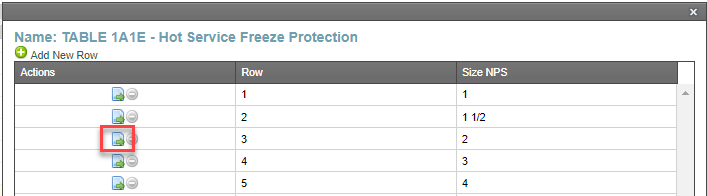 Name: TABLE 1A1E - Hot Service Freeze Protection
Add New Row
Actions Row Size NPS
1 1
2 1 1/2
3 2
4 3
5 4